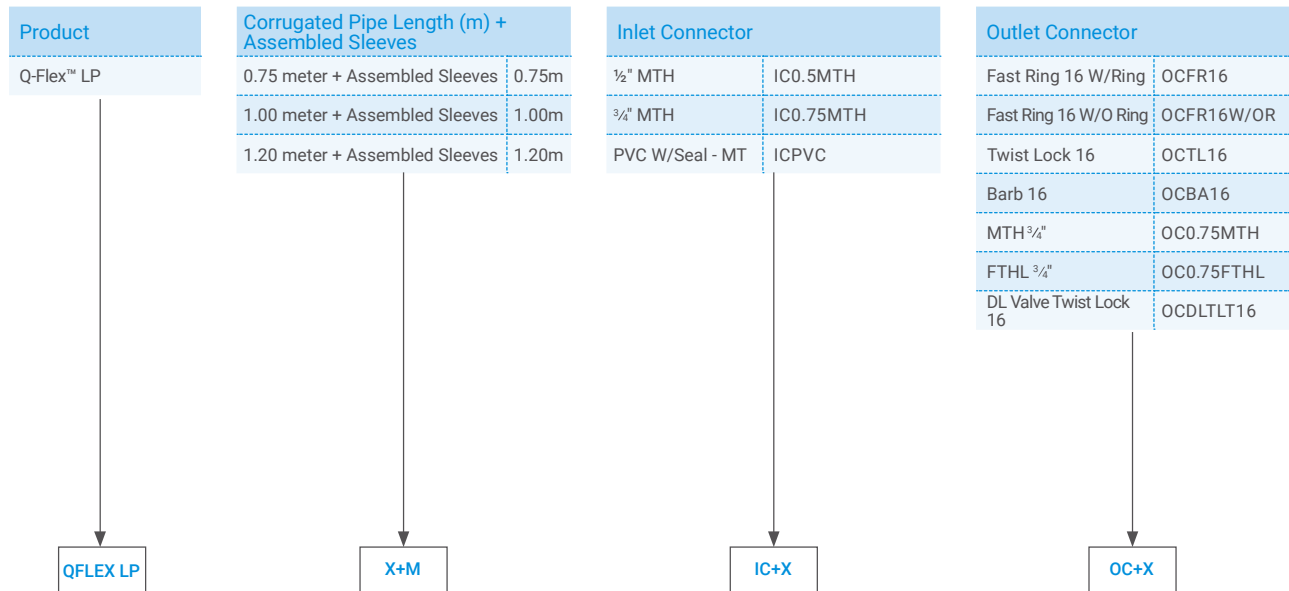 Product
Q-Flex™ LP
QFLEX LP
Corrugated Pipe Length (m) +
Assembled Sleeves
0.75 meter + Assembled Sleeves 0.75m
1.00 meter + Assembled Sleeves 1.00m
1.20 meter + Assembled Sleeves 1.20m
X+M
Inlet Connector
½" MTH IC0.5MTH
¾" MTH IC0.75MTH
PVC W/Seal - MT ICPVC
IC+X
Outlet Connector
Fast Ring 16 W/Ring OCFR16
Fast Ring 16 W/O Ring OCFR16W/OR
Twist Lock 16 OCTL16
Barb 16 OCBA16
MTH ¾" OC0.75MTH
FTHL ¾" OC0.75FTHL
DL Valve Twist Lock
16 OCDLTLT16
OC+X